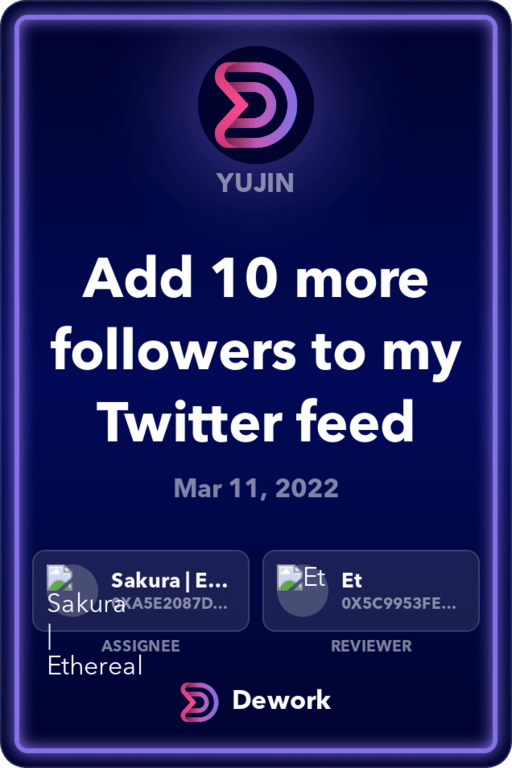 YUJIN
Add 10 more
followers to my
Twitter feed
Mar 11, 2022
Sakura | E...
0XA5E2087D...
Sakura
|
Ethereal
ASSIGNEE
Et
Et
0X5C9953FE...
REVIEWER
Dework